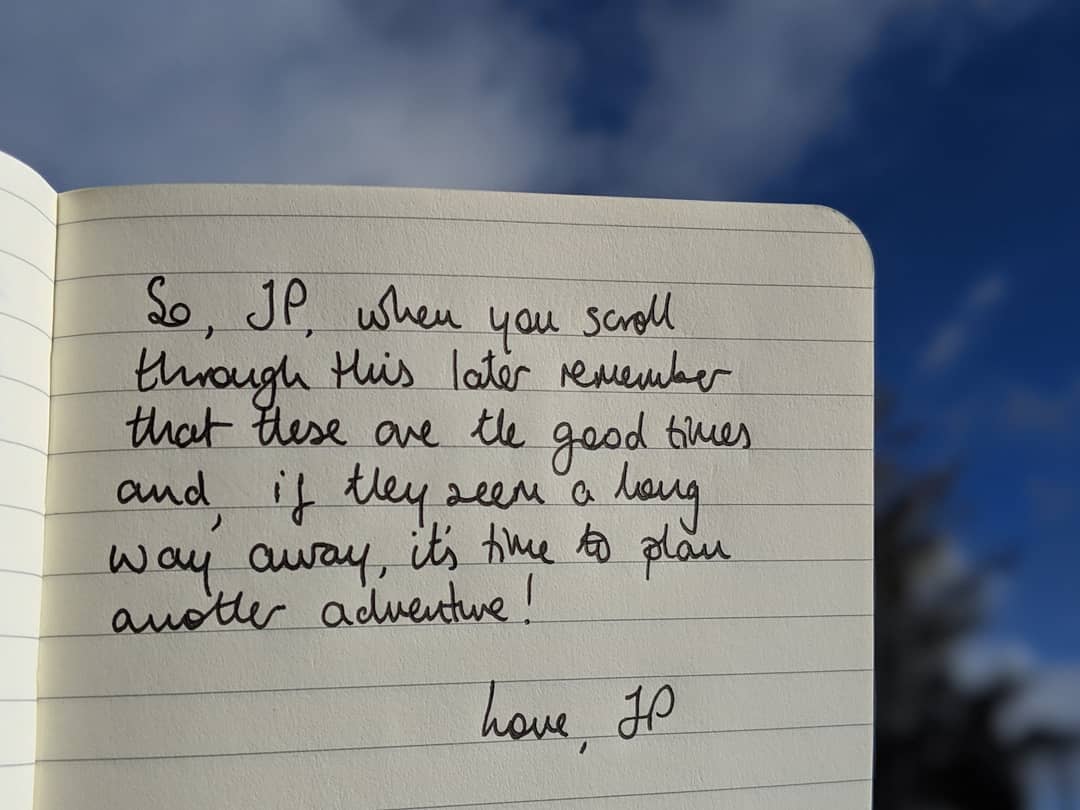 So, JP, when you scroll
through this later remember
that these are the good times
and, if they seem a long
way away, it's time to plan
another adventure!
Love, JP